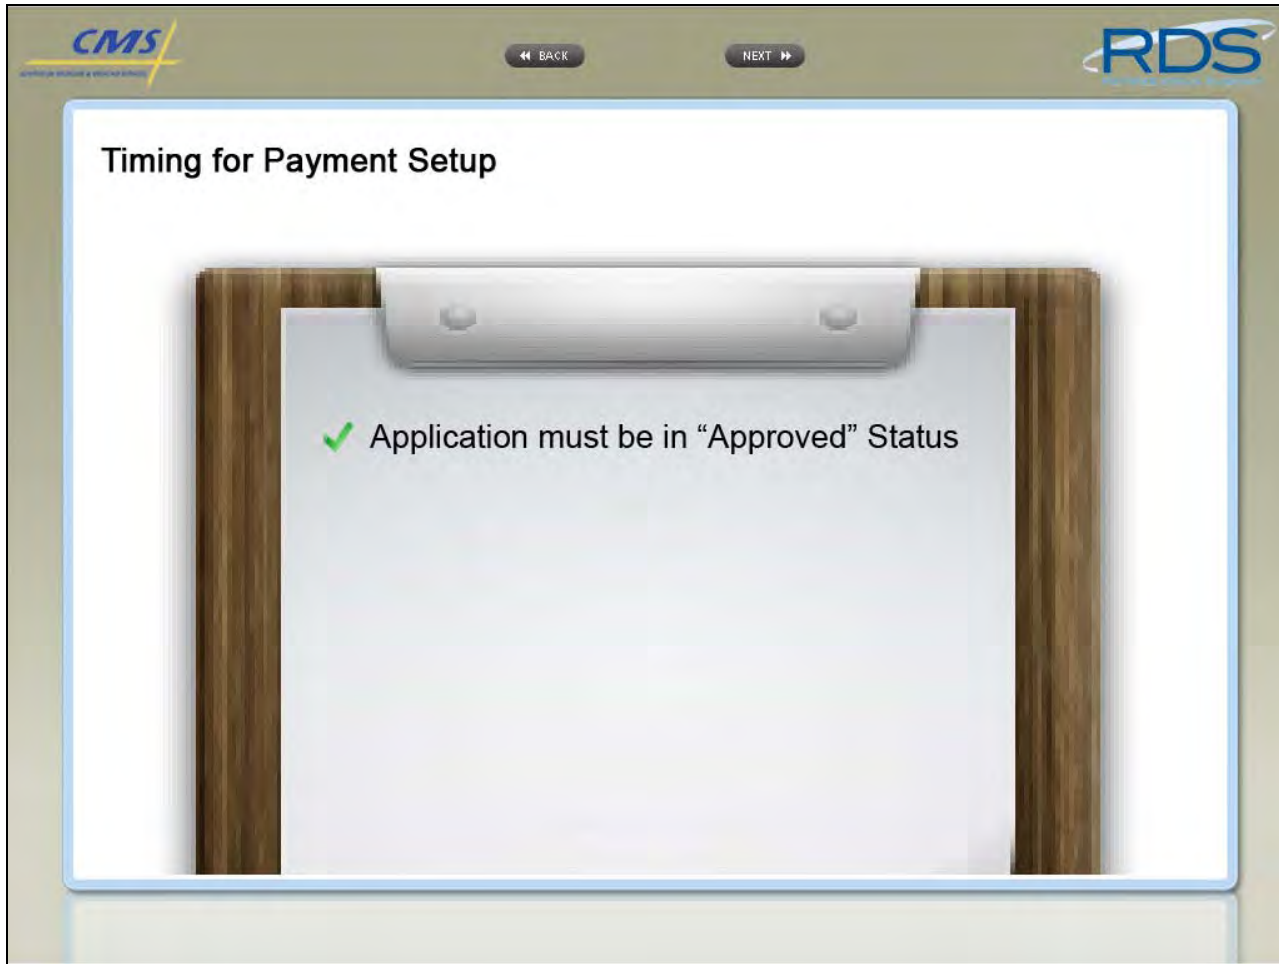 CMS
BACK
NEXT
RDS
Timing for Payment Setup
Application must be in “Approved” Status